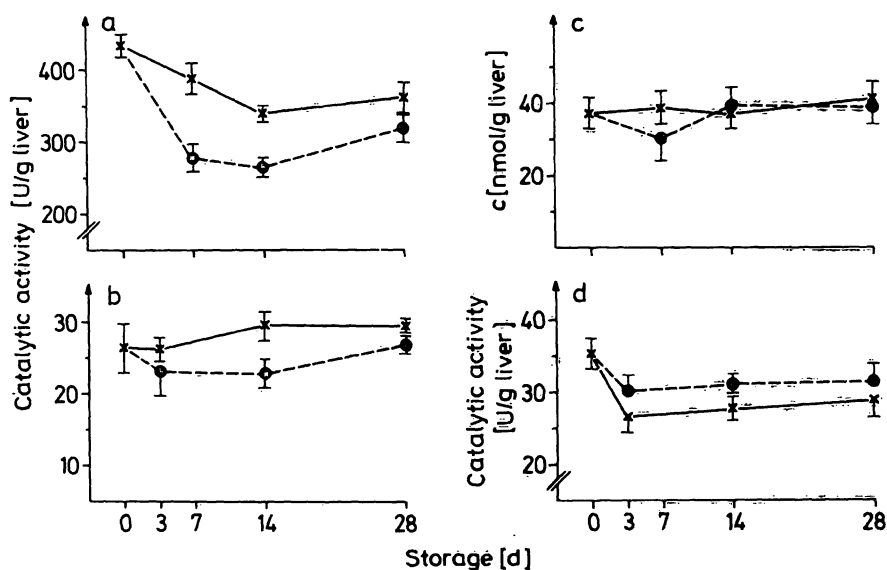 a
400
300
200
b
30
20
10
0 3 7 14 28
Catalytic activity [U/g liver]
c
40
20
c [nmol/g liver]
d
40
30
20
0 3 7 14 28
Catalytic activity
[U/g liver]
Storage [d]